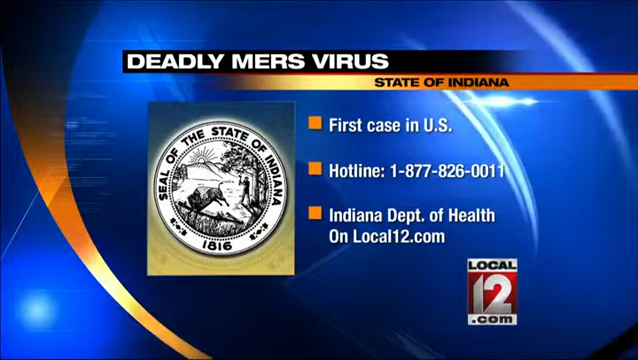 DEADLY MERS VIRUS
STATE OF INDIANA
SEAL OF THE STATE OF INDIANA
1816
First case in U.S.
Hotline: 1-877-826-0011
Indiana Dept. of Health
On Local12.com
LOCAL
12
.com